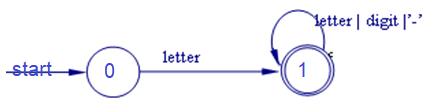 letter | digit |'-'
letter
start
0
1
c